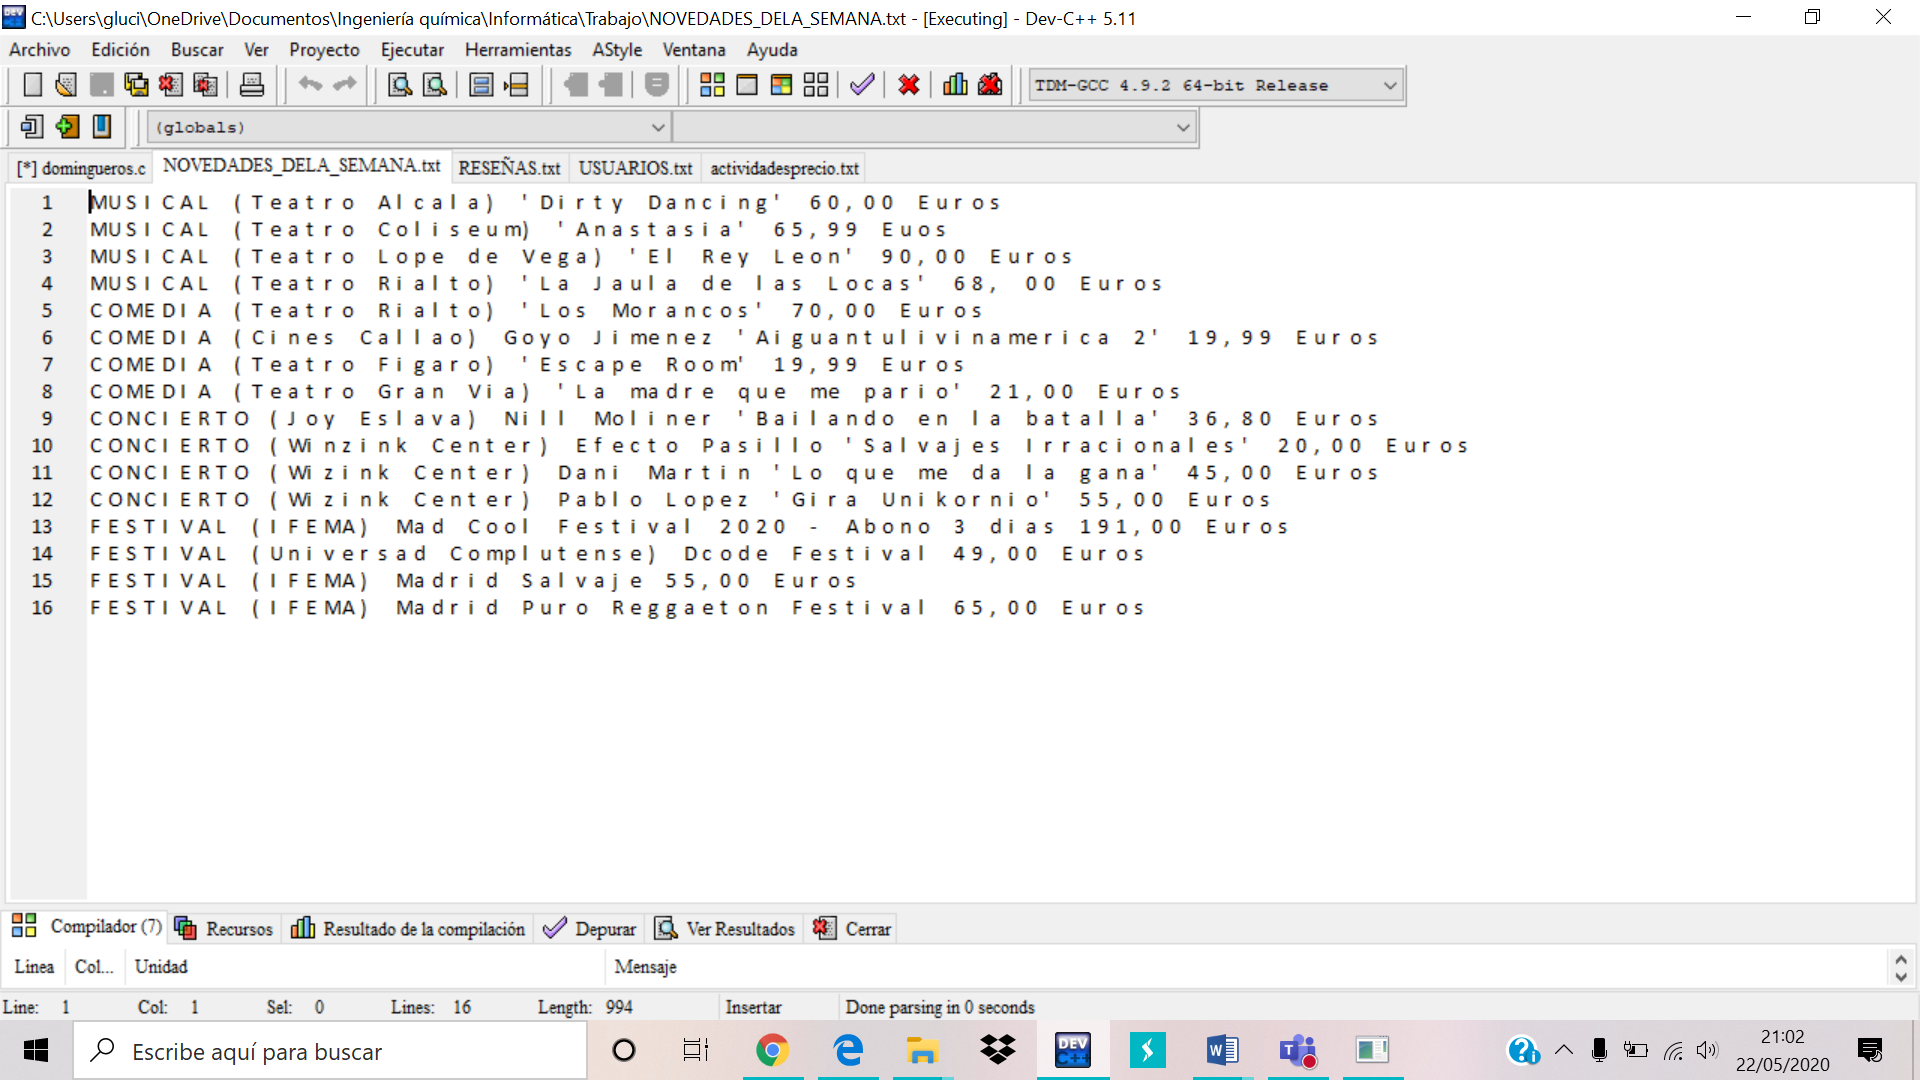 C:\Users\gluci\OneDrive\Documentos\Ingeniería química\Informática\Trabajo\NOVEDADES_DELA_SEMANA.txt - [Executing] - Dev-C++ 5.11
Archivo Edición Buscar Ver Proyecto Ejecutar Herramientas AStyle Ventana Ayuda
TDM-GCC 4.9.2 64-bit Release
(globals)
[*] domingueros.c NOVEDADES_DELA_SEMANA.txt RESEÑAS.txt USUARIOS.txt actividadesprecio.txt
1 MUSICAL (Teatro Alcala) 'Dirty Dancing' 60,00 Euros
2 MUSICAL (Teatro Coliseum) 'Anastasia' 65,99 Euos
3 MUSICAL (Teatro Lope de Vega) 'El Rey Leon' 90,00 Euros
4 MUSICAL (Teatro Rialto) 'La Jaula de las Locas' 68, 00 Euros
5 COMEDIA (Teatro Rialto) 'Los Morancos' 70,00 Euros
6 COMEDIA (Cines Callao) Goyo Jimenez 'Aiguantulivinamerica 2' 19,99 Euros
7 COMEDIA (Teatro Figaro) 'Escape Room' 19,99 Euros
8 COMEDIA (Teatro Gran Via) 'La madre que me pario' 21,00 Euros
9 CONCIERTO (Joy Eslava) Nill Moliner 'Bailando en la batalla' 36,80 Euros
10 CONCIERTO (Winzink Center) Efecto Pasillo 'Salvajes Irracionales' 20,00 Euros
11 CONCIERTO (Wizink Center) Dani Martin 'Lo que me da la gana' 45,00 Euros
12 CONCIERTO (Wizink Center) Pablo Lopez 'Gira Unikornio' 55,00 Euros
13 FESTIVAL (IFEMA) Mad Cool Festival 2020 - Abono 3 dias 191,00 Euros
14 FESTIVAL (Universad Complutense) Dcode Festival 49,00 Euros
15 FESTIVAL (IFEMA) Madrid Salvaje 55,00 Euros
16 FESTIVAL (IFEMA) Madrid Puro Reggaeton Festival 65,00 Euros
Compilador (7) Recursos Resultado de la compilación Depurar Ver Resultados Cerrar
Línea Col... Unidad Mensaje
Line: 1 Col: 1 Sel: 0 Lines: 16 Length: 994 Insertar Done parsing in 0 seconds
Escribe aquí para buscar
DEV C++
21:02
22/05/2020